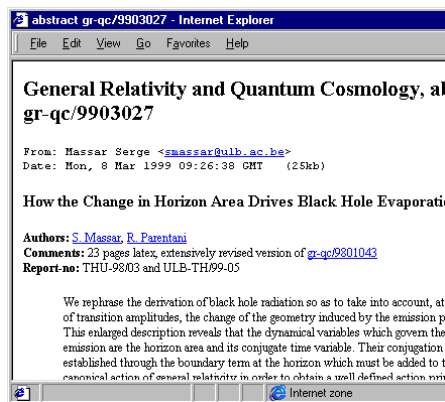 abstract gr-qc/9903027 - Internet Explorer
File Edit View Go Favorites Help
General Relativity and Quantum Cosmology, al
gr-qc/9903027
From: Massar Serge <smassar@ulb.ac.be>
Date: Mon, 8 Mar 1999 09:26:38 GMT (25kb)
How the Change in Horizon Area Drives Black Hole Evaporati
Authors: S. Massar, R. Parentani
Comments: 23 pages latex, extensively revised version of gr-qc/9801043
Report-no: THU-98/03 and ULB-TH/99-05
We rephrase the derivation of black hole radiation so as to take into account, at
of transition amplitudes, the change of the geometry induced by the emission p
This enlarged description reveals that the dynamical variables which govern the
emission are the horizon area and its conjugate time variable. Their conjugation
established through the boundary term at the horizon which must be added to t
canonical action of general relativity in order to obtain a well defined action pri
Internet zone